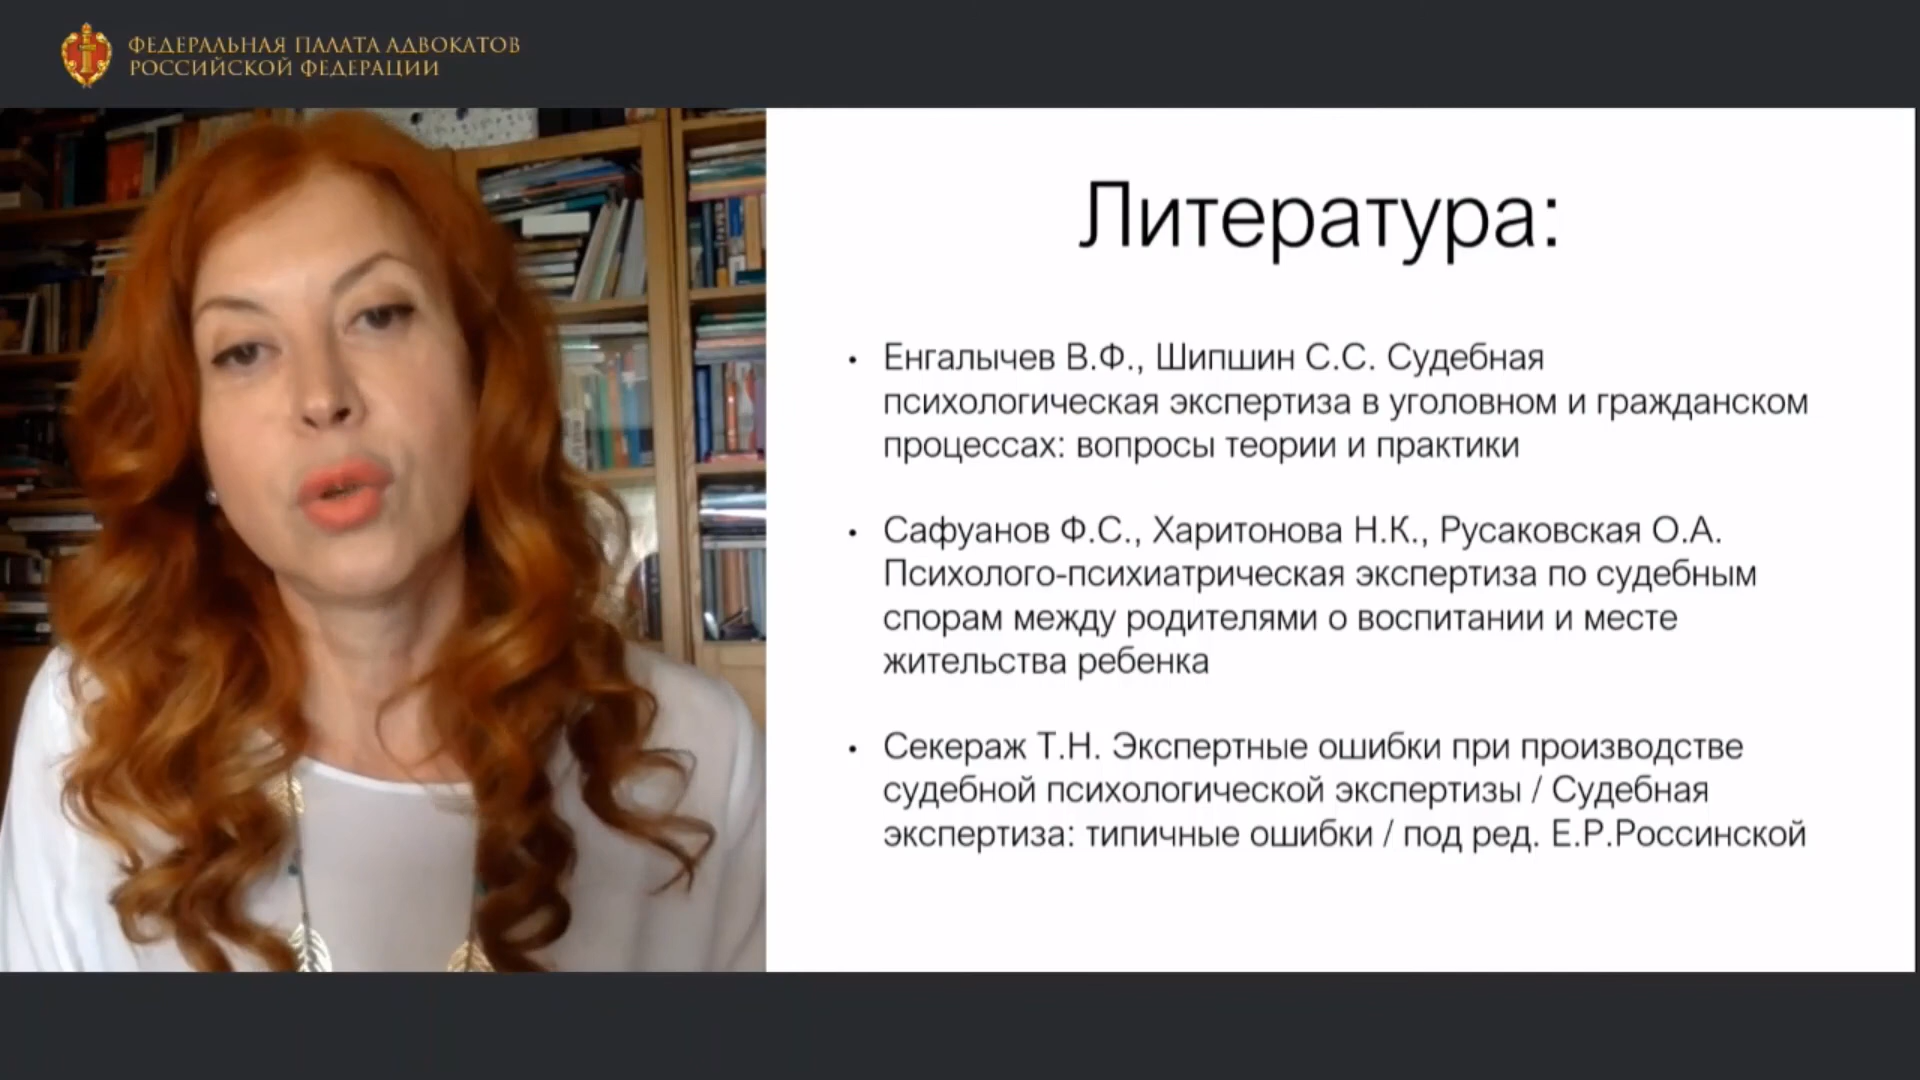 ФЕДЕРАЛЬНАЯ ПАЛАТА АДВОКАТОВ
РОССИЙСКОЙ ФЕДЕРАЦИИ
Литература:
• Енгалычев В.Ф., Шипшин С.С. Судебная
психологическая экспертиза в уголовном и гражданском
процессах: вопросы теории и практики
• Сафуанов Ф.С., Харитонова Н.К., Русаковская О.А.
Психолого-психиатрическая экспертиза по судебным
спорам между родителями о воспитании и месте
жительства ребенка
• Секераж Т.Н. Экспертные ошибки при производстве
судебной психологической экспертизы / Судебная
экспертиза: типичные ошибки / под ред. Е.Р.Россинской